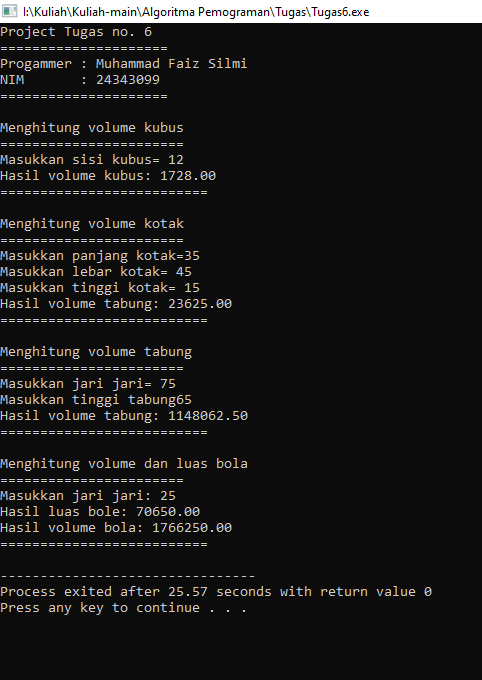 I:\Kuliah\Kuliah-main\Algoritma Pemograman\Tugas\Tugas6.exe
Project Tugas no. 6
=====================
Progammer : Muhammad Faiz Silmi
NIM       : 24343099
=====================
Menghitung volume kubus
=======================
Masukkan sisi kubus= 12
Hasil volume kubus: 1728.00
==========================
Menghitung volume kotak
=======================
Masukkan panjang kotak=35
Masukkan lebar kotak= 45
Masukkan tinggi kotak= 15
Hasil volume tabung: 23625.00
==========================
Menghitung volume tabung
=======================
Masukkan jari jari= 75
Masukkan tinggi tabung65
Hasil volume tabung: 1148062.50
==========================
Menghitung volume dan luas bola
=======================
Masukkan jari jari: 25
Hasil luas bole: 70650.00
Hasil volume bola: 1766250.00
==========================
--------------------------------
Process exited after 25.57 seconds with return value 0
Press any key to continue . . .